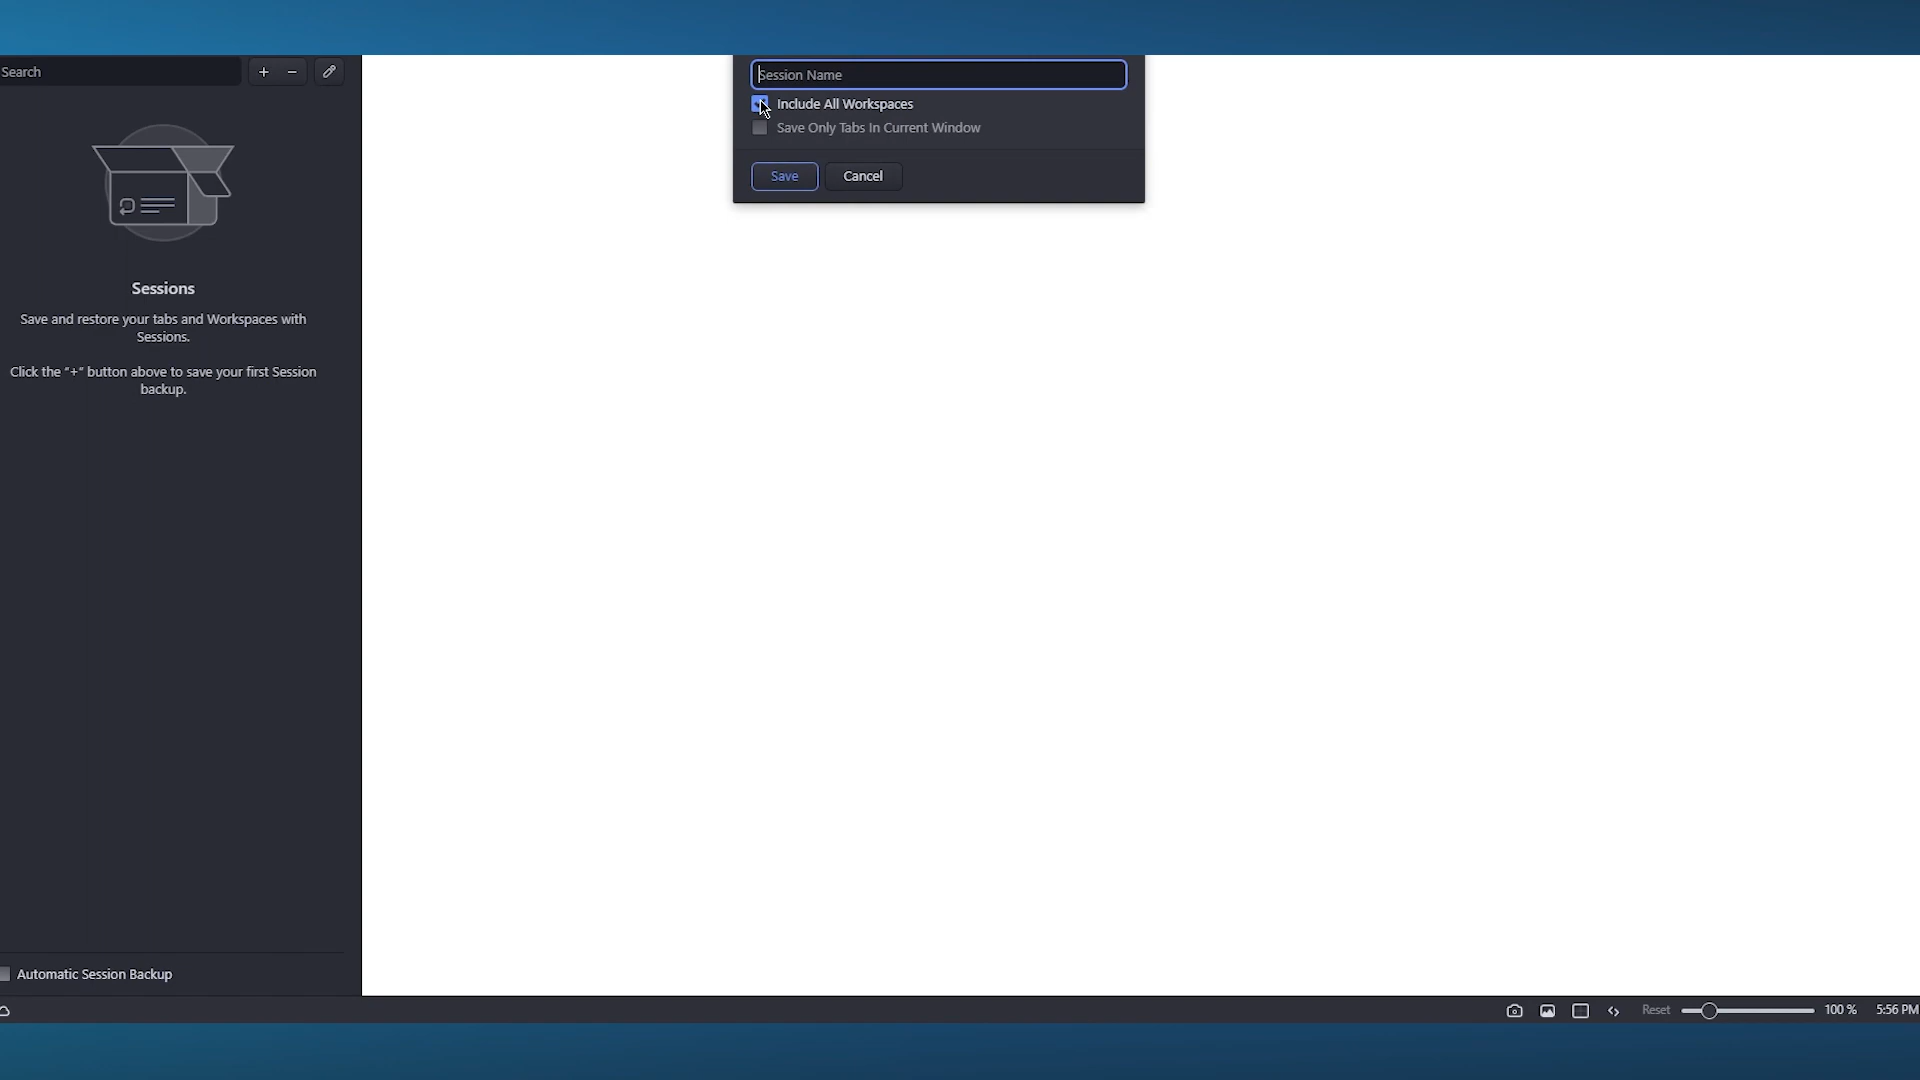 Search
Session Name
Include All Workspaces
Save Only Tabs In Current Window
Save
Cancel
Sessions
Save and restore your tabs and Workspaces with
Sessions.
Click the "+" button above to save your first Session
backup.
Automatic Session Backup
Reset
100 %
5:56 PM